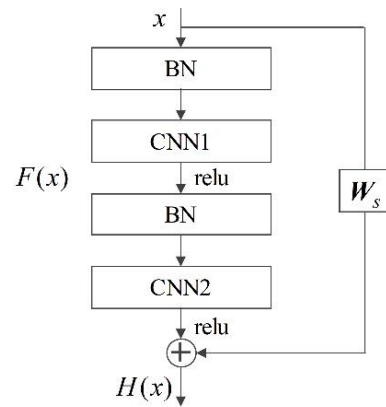 x
BN
CNN1
relu
F(x)
W_s
BN
CNN2
relu
+
H(x)